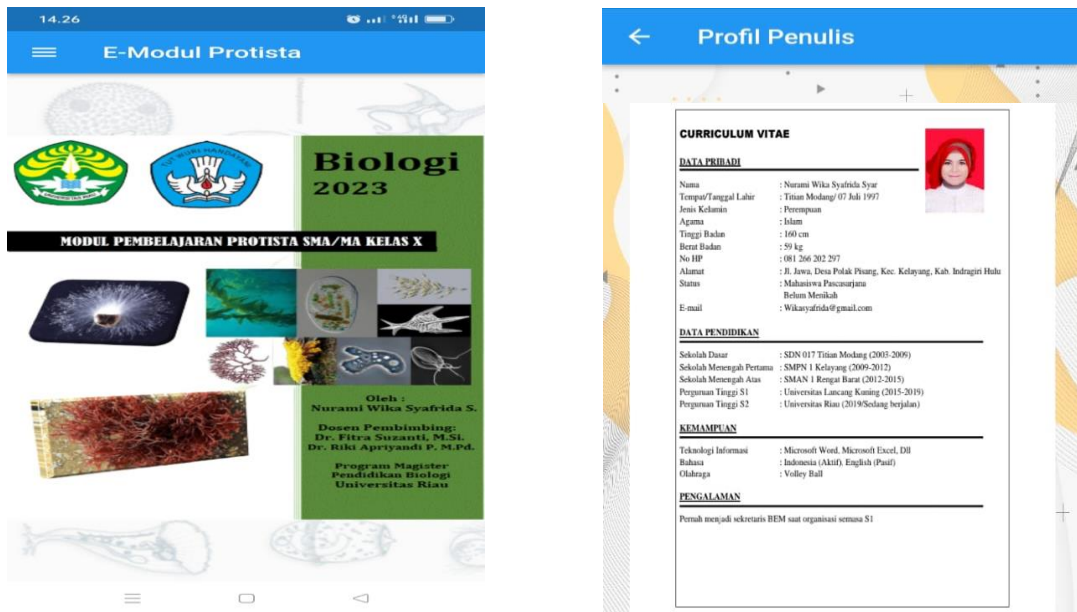 14.26
E-Modul Protista
UNIVERSITAS RIAU
TUT WURI HANDAYANI
Biologi
2023
MODUL PEMBELAJARAN PROTISTA SMA/MA KELAS X
Oleh :
Nurami Wika Syafrida S.
Dosen Pembimbing:
Dr. Fitra Suzanti, M.Si.
Dr. Riki Apriyandi P. M.Pd.
Program Magister
Pendidikan Biologi
Universitas Riau
Profil Penulis
CURRICULUM VITAE
DATA PRIBADI
Nama : Nurami Wika Syafrida Syar
Tempat/Tanggal Lahir : Titian Modang/ 07 Juli 1997
Jenis Kelamin : Perempuan
Agama : Islam
Tinggi Badan : 160 cm
Berat Badan : 59 kg
No HP : 081 266 202 297
Alamat : Jl. Jawa, Desa Polak Pisang, Kec. Kelayang, Kab. Indragiri Hulu
Status : Mahasiswa Pascasarjana
Belum Menikah
E-mail : Wikasyafrida@gmail.com
DATA PENDIDIKAN
Sekolah Dasar : SDN 017 Titian Modang (2003-2009)
Sekolah Menengah Pertama : SMPN 1 Kelayang (2009-2012)
Sekolah Menengah Atas : SMAN 1 Rengat Barat (2012-2015)
Perguruan Tinggi S1 : Universitas Lancang Kuning (2015-2019)
Perguruan Tinggi S2 : Universitas Riau (2019/Sedang berjalan)
KEMAMPUAN
Teknologi Informasi : Microsoft Word, Microsoft Excel, Dll
Bahasa : Indonesia (Aktif), English (Pasif)
Olahraga : Volley Ball
PENGALAMAN
Pernah menjadi sekretaris BEM saat organisasi semasa S1